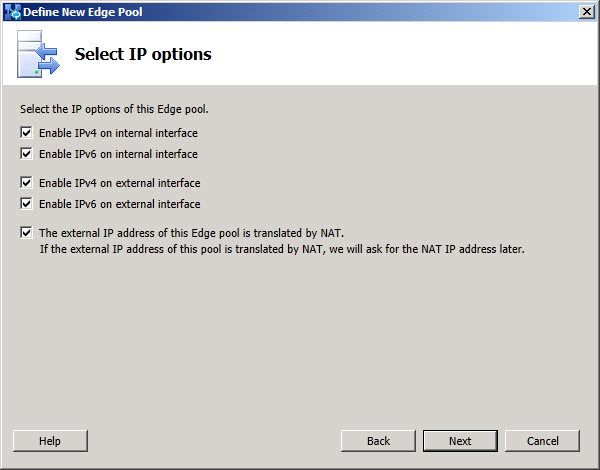 Define New Edge Pool
Select IP options
Select the IP options of this Edge pool.
Enable IPv4 on internal interface
Enable IPv6 on internal interface
Enable IPv4 on external interface
Enable IPv6 on external interface
The external IP address of this Edge pool is translated by NAT.
If the external IP address of this pool is translated by NAT, we will ask for the NAT IP address later.
Help
Back
Next
Cancel